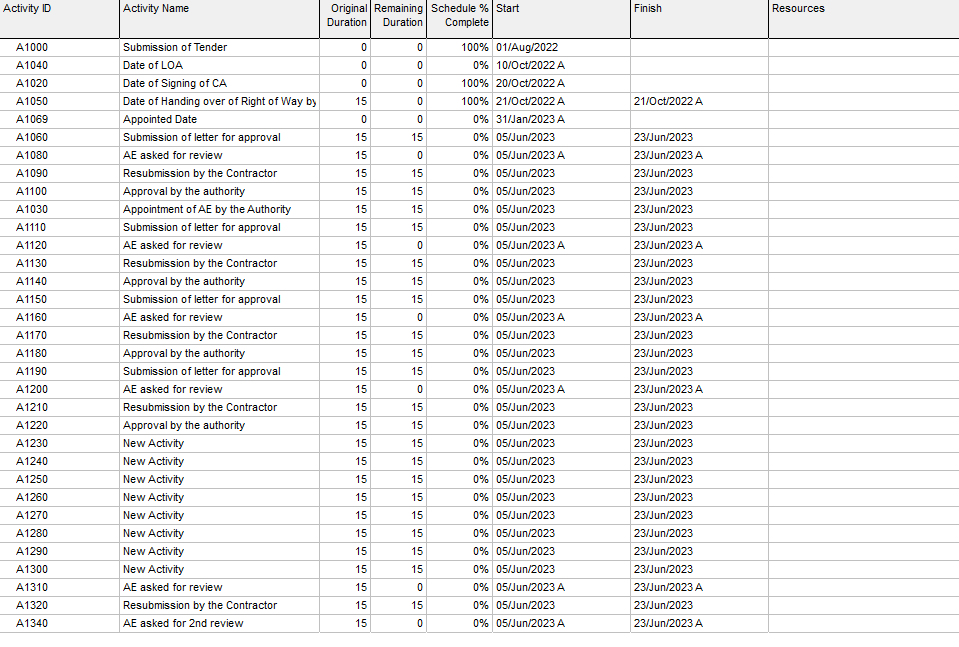 Activity ID Activity Name Original Duration Remaining Duration Schedule % Complete Start Finish Resources
A1000 Submission of Tender 0 0 100% 01/Aug/2022
A1040 Date of LOA 0 0 0% 10/Oct/2022 A
A1020 Date of Signing of CA 0 0 100% 20/Oct/2022 A
A1050 Date of Handing over of Right of Way by 15 0 100% 21/Oct/2022 A 21/Oct/2022 A
A1069 Appointed Date 0 0 0% 31/Jan/2023 A
A1060 Submission of letter for approval 15 15 0% 05/Jun/2023 23/Jun/2023
A1080 AE asked for review 15 0 0% 05/Jun/2023 A 23/Jun/2023 A
A1090 Resubmission by the Contractor 15 15 0% 05/Jun/2023 23/Jun/2023
A1100 Approval by the authority 15 15 0% 05/Jun/2023 23/Jun/2023
A1030 Appointment of AE by the Authority 15 15 0% 05/Jun/2023 23/Jun/2023
A1110 Submission of letter for approval 15 15 0% 05/Jun/2023 23/Jun/2023
A1120 AE asked for review 15 0 0% 05/Jun/2023 A 23/Jun/2023 A
A1130 Resubmission by the Contractor 15 15 0% 05/Jun/2023 23/Jun/2023
A1140 Approval by the authority 15 15 0% 05/Jun/2023 23/Jun/2023
A1150 Submission of letter for approval 15 15 0% 05/Jun/2023 23/Jun/2023
A1160 AE asked for review 15 0 0% 05/Jun/2023 A 23/Jun/2023 A
A1170 Resubmission by the Contractor 15 15 0% 05/Jun/2023 23/Jun/2023
A1180 Approval by the authority 15 15 0% 05/Jun/2023 23/Jun/2023
A1190 Submission of letter for approval 15 15 0% 05/Jun/2023 23/Jun/2023
A1200 AE asked for review 15 0 0% 05/Jun/2023 A 23/Jun/2023 A
A1210 Resubmission by the Contractor 15 15 0% 05/Jun/2023 23/Jun/2023
A1220 Approval by the authority 15 15 0% 05/Jun/2023 23/Jun/2023
A1230 New Activity 15 15 0% 05/Jun/2023 23/Jun/2023
A1240 New Activity 15 15 0% 05/Jun/2023 23/Jun/2023
A1250 New Activity 15 15 0% 05/Jun/2023 23/Jun/2023
A1260 New Activity 15 15 0% 05/Jun/2023 23/Jun/2023
A1270 New Activity 15 15 0% 05/Jun/2023 23/Jun/2023
A1280 New Activity 15 15 0% 05/Jun/2023 23/Jun/2023
A1290 New Activity 15 15 0% 05/Jun/2023 23/Jun/2023
A1300 New Activity 15 15 0% 05/Jun/2023 23/Jun/2023
A1310 AE asked for review 15 0 0% 05/Jun/2023 A 23/Jun/2023 A
A1320 Resubmission by the Contractor 15 15 0% 05/Jun/2023 23/Jun/2023
A1340 AE asked for 2nd review 15 0 0% 05/Jun/2023 A 23/Jun/2023 A